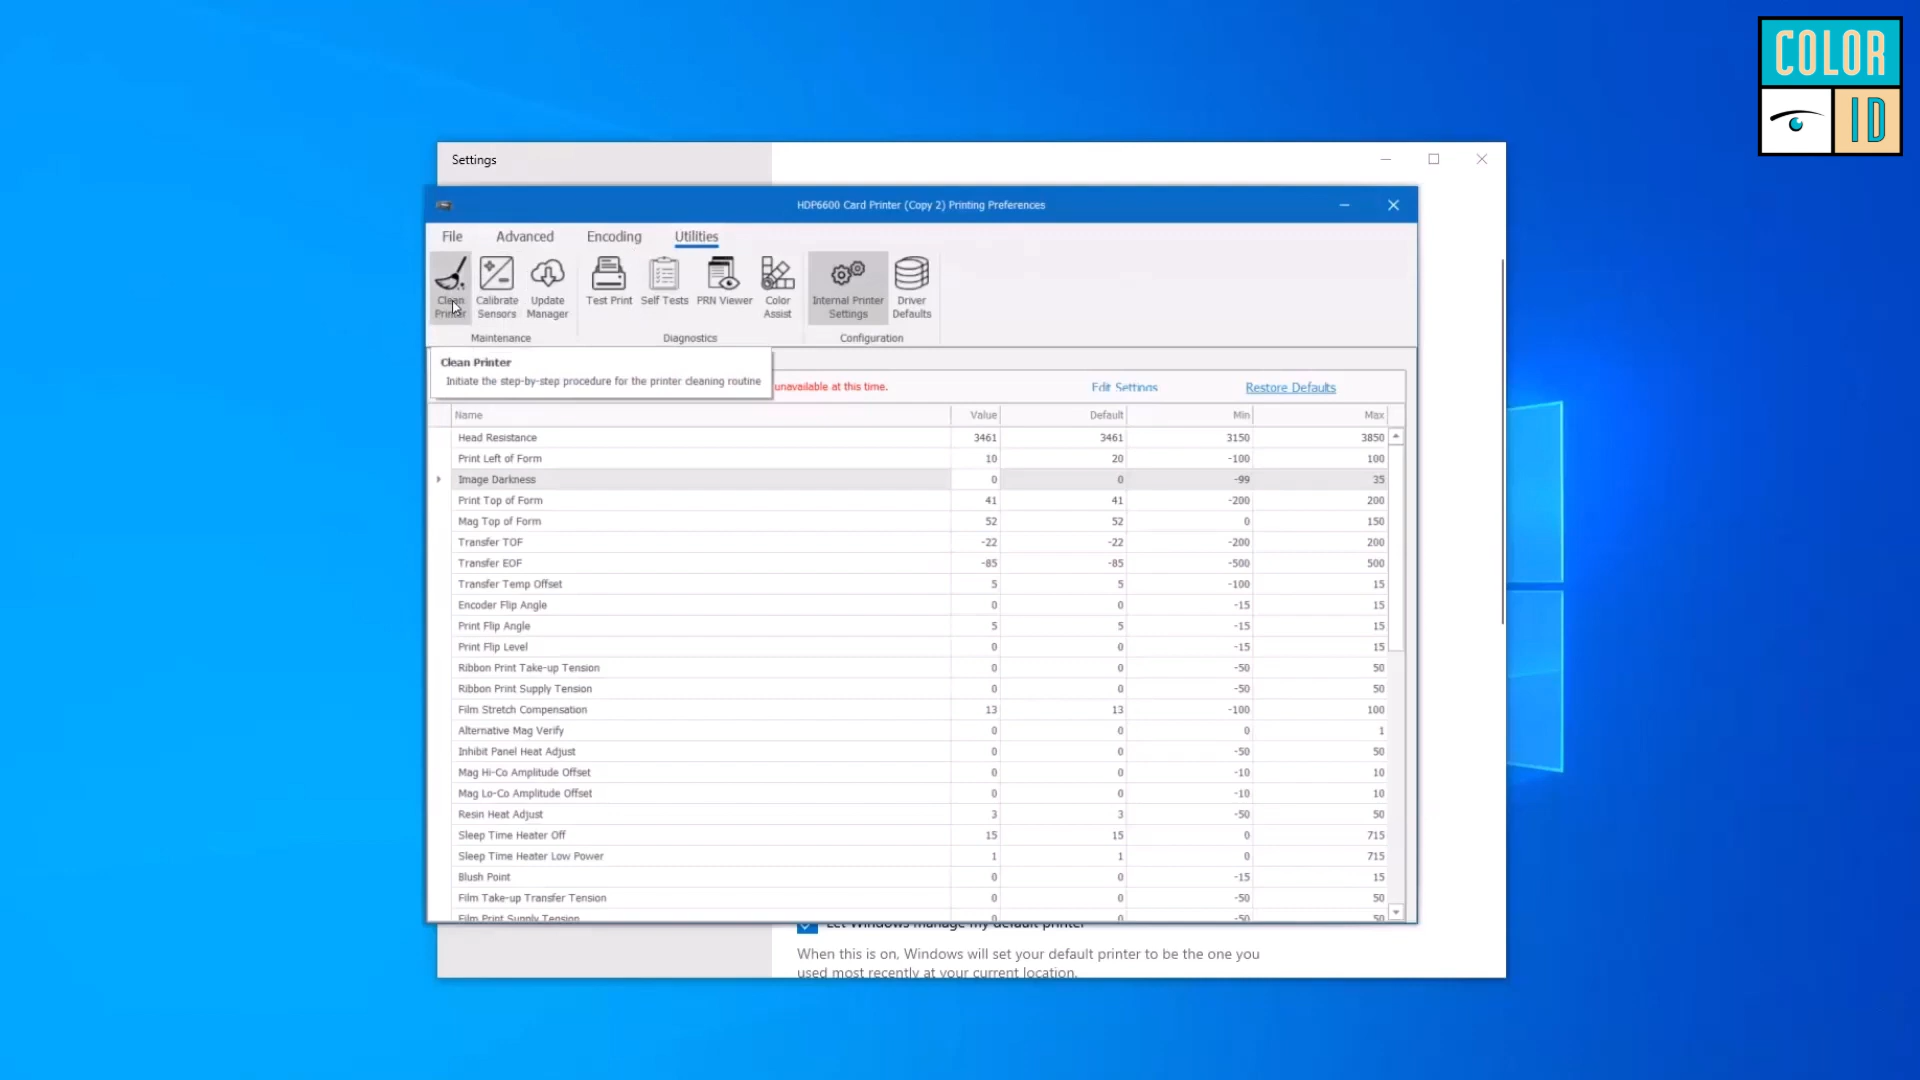 COLOR
ID
Settings
HDP6600 Card Printer (Copy 2) Printing Preferences
File Advanced Encoding Utilities
Clean Printer
Calibrate Sensors
Update Manager
Test Print
Self Tests
PRN Viewer
Color Assist
Internal Printer Settings
Driver Defaults
Maintenance Diagnostics Configuration
Clean Printer
Initiate the step-by-step procedure for the printer cleaning routine
unavailable at this time. Edit Settings Restore Defaults
Name Value Default Min Max
Head Resistance 3461 3461 3150 3850
Print Left of Form 10 20 -100 100
Image Darkness 0 0 -99 35
Print Top of Form 41 41 -200 200
Mag Top of Form 52 52 0 150
Transfer TOF -22 -22 -200 200
Transfer EOF -85 -85 -500 500
Transfer Temp Offset 5 5 -100 15
Encoder Flip Angle 0 0 -15 15
Print Flip Angle 5 5 -15 15
Print Flip Level 0 0 -15 15
Ribbon Print Take-up Tension 0 0 -50 50
Ribbon Print Supply Tension 0 0 -50 50
Film Stretch Compensation 13 13 -100 100
Alternative Mag Verify 0 0 0 1
Inhibit Panel Heat Adjust 0 0 -50 50
Mag Hi-Co Amplitude Offset 0 0 -10 10
Mag Lo-Co Amplitude Offset 0 0 -10 10
Resin Heat Adjust 3 3 -50 50
Sleep Time Heater Off 15 15 0 715
Sleep Time Heater Low Power 1 1 0 715
Blush Point 0 0 -15 15
Film Take-up Transfer Tension 0 0 -50 50
Film Print Supply Tension 0 0 -50 50
Let Windows manage my default printer
When this is on, Windows will set your default printer to be the one you
used most recently at your current location.